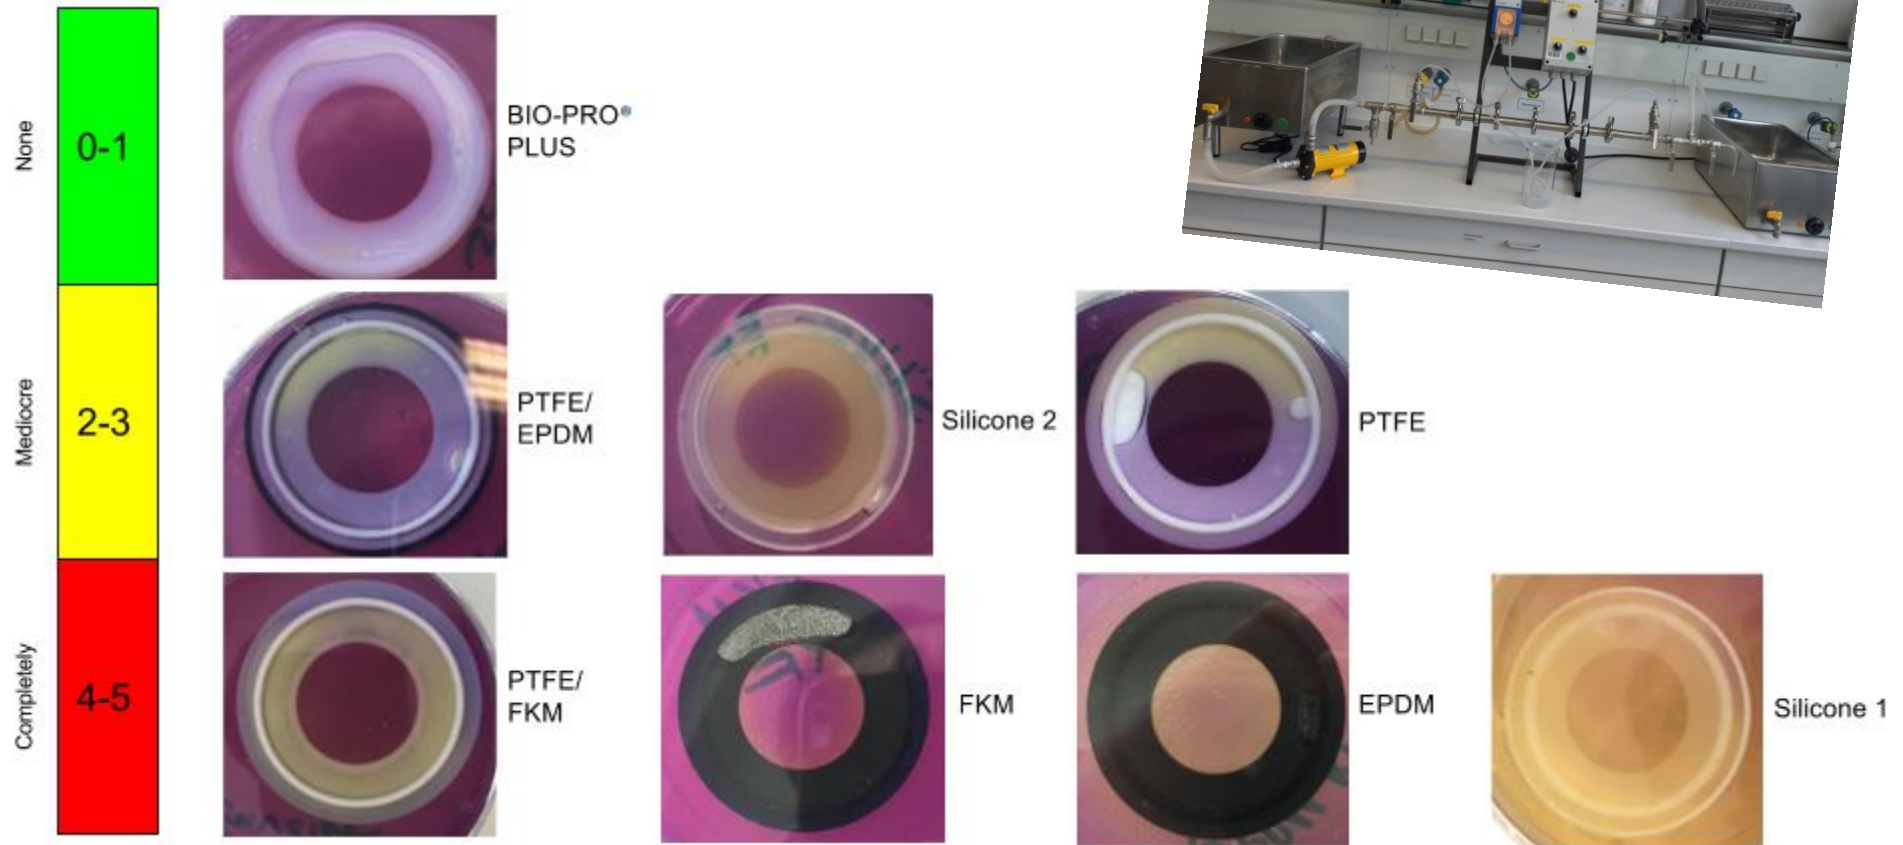 None
0-1
BIO-PRO®
PLUS
Mediocre
2-3
PTFE/
EPDM
Silicone 2
PTFE
Completely
4-5
PTFE/
FKM
FKM
EPDM
Silicone 1